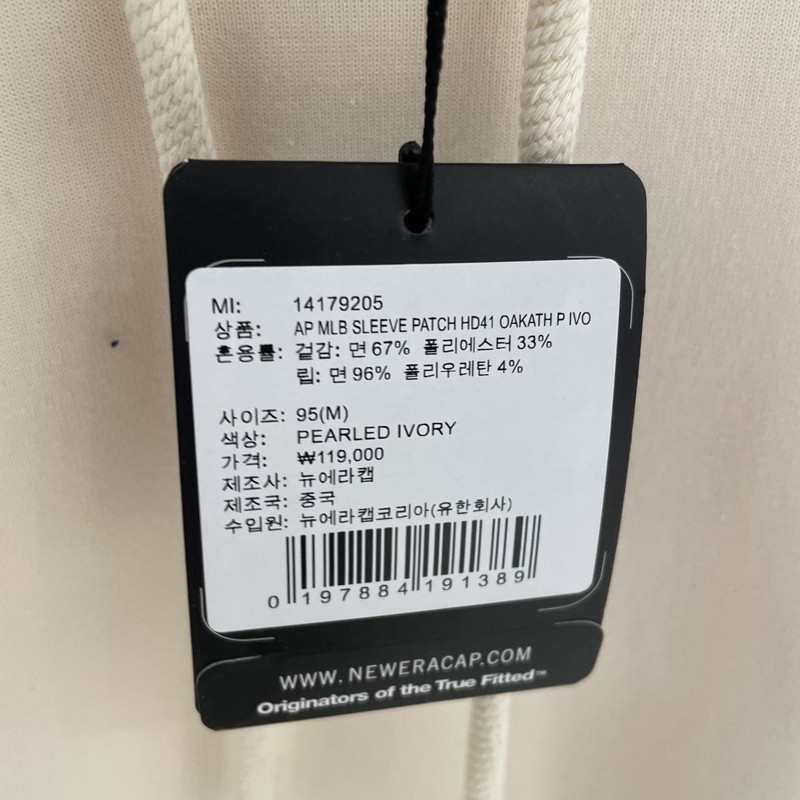 MI: 14179205
상품: AP MLB SLEEVE PATCH HD41 OAKATH P IVO
혼용률: 겉감: 면 67% 폴리에스터 33%
립: 면 96% 폴리우레탄 4%
사이즈: 95(M)
색상: PEARLED IVORY
가격: ₩119,000
제조사: 뉴에라캡
제조국: 중국
수입원: 뉴에라캡코리아(유한회사)
0 197884 191389
WWW. NEWERACAP.COM
Originators of the True Fitted™